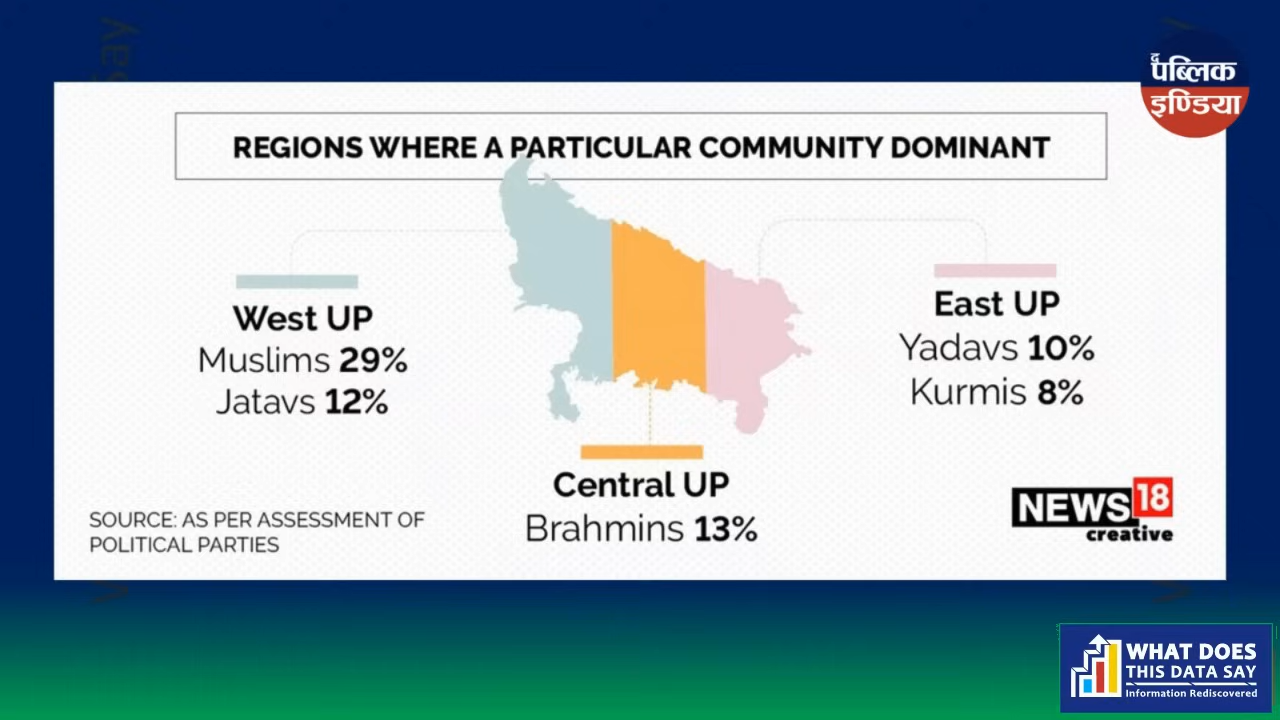 द
पब्लिक
इण्डिया
REGIONS WHERE A PARTICULAR COMMUNITY DOMINANT
West UP
Muslims 29%
Jatavs 12%
East UP
Yadavs 10%
Kurmis 8%
Central UP
Brahmins 13%
SOURCE: AS PER ASSESSMENT OF
POLITICAL PARTIES
NEWS18
creative
WHAT DOES
THIS DATA SAY
Information Rediscovered